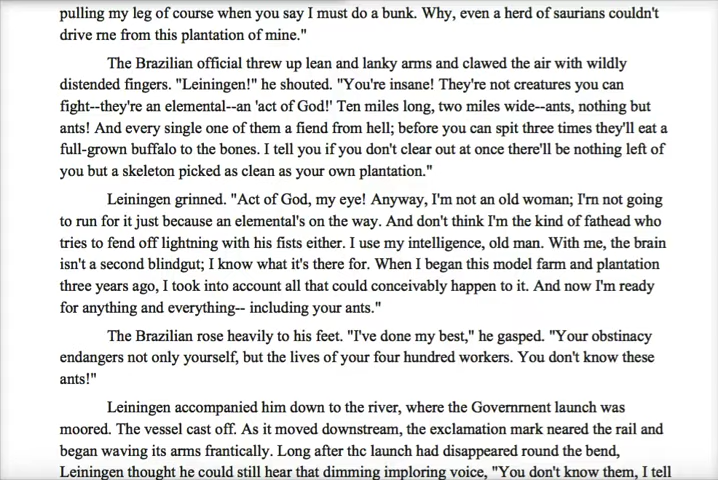 pulling my leg of course when you say I must do a bunk. Why, even a herd of saurians couldn't
drive me from this plantation of mine."
The Brazilian official threw up lean and lanky arms and clawed the air with wildly
distended fingers. "Leiningen!" he shouted. "You're insane! They're not creatures you can
fight--they're an elemental--an 'act of God!' Ten miles long, two miles wide--ants, nothing but
ants! And every single one of them a fiend from hell; before you can spit three times they'll eat a
full-grown buffalo to the bones. I tell you if you don't clear out at once there'll be nothing left of
you but a skeleton picked as clean as your own plantation."
Leiningen grinned. "Act of God, my eye! Anyway, I'm not an old woman; I'rn not going
to run for it just because an elemental's on the way. And don't think I'm the kind of fathead who
tries to fend off lightning with his fists either. I use my intelligence, old man. With me, the brain
isn't a second blindgut; I know what it's there for. When I began this model farm and plantation
three years ago, I took into account all that could conceivably happen to it. And now I'm ready
for anything and everything-- including your ants."
The Brazilian rose heavily to his feet. "I've done my best," he gasped. "Your obstinacy
endangers not only yourself, but the lives of your four hundred workers. You don't know these
ants!"
Leiningen accompanied him down to the river, where the Government launch was
moored. The vessel cast off. As it moved downstream, the exclamation mark neared the rail and
began waving its arms frantically. Long after thc launch had disappeared round the bend,
Leiningen thought he could still hear that dimming imploring voice, "You don't know them, I tell